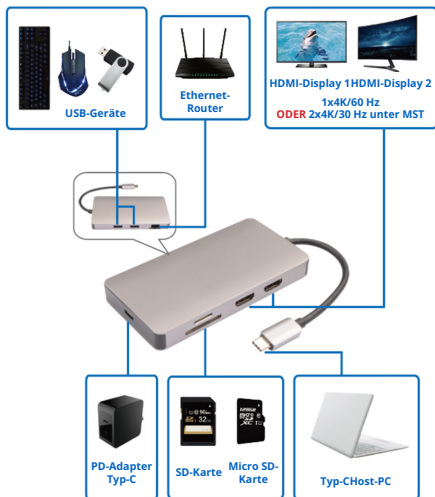 USB-Geräte
Ethernet-
Router
HDMI-Display 1HDMI-Display 2
1x4K/60 Hz
ODER 2x4K/30 Hz unter MST
PD-Adapter
Typ-C
SD-Karte
Micro SD-
Karte
Typ-CHost-PC
32